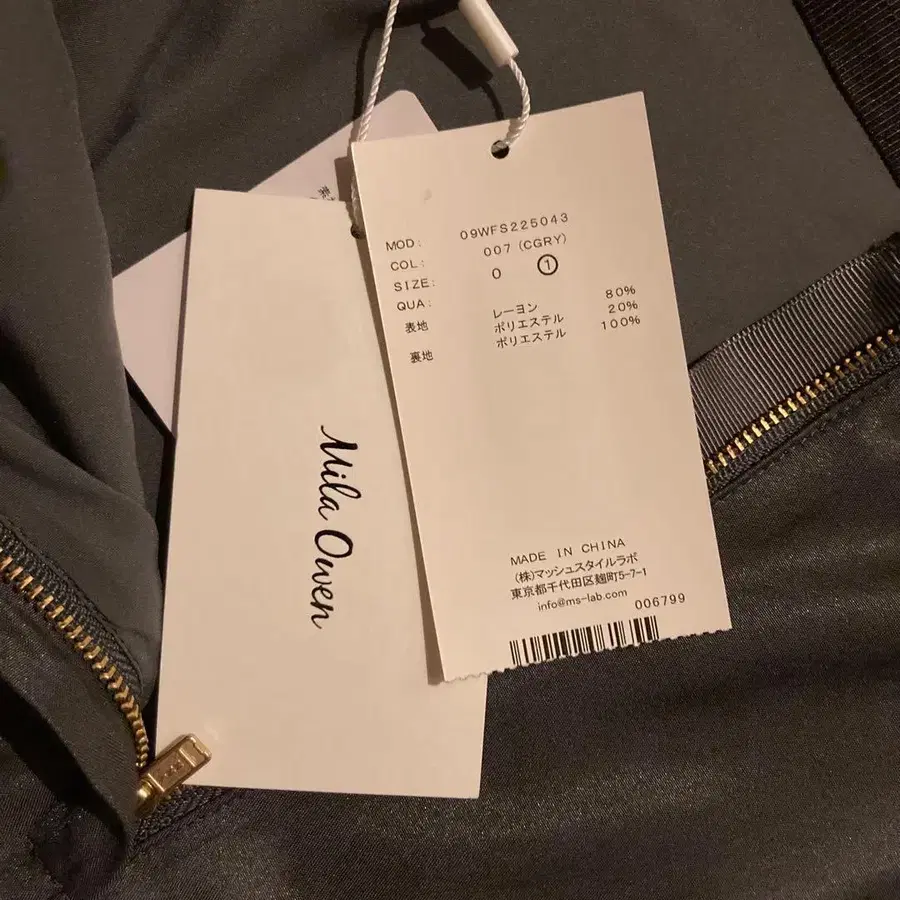 MOD: 09WFS225043
COL: 007 (CGRY)
SIZE: 0 ①
QUA:
表地 レーヨン 80%
ポリエステル 20%
裏地 ポリエステル 100%
MADE IN CHINA
(株)マッシュスタイルラボ
東京都千代田区麹町5-7-1
info@ms-lab.com
006799
Mila Owen